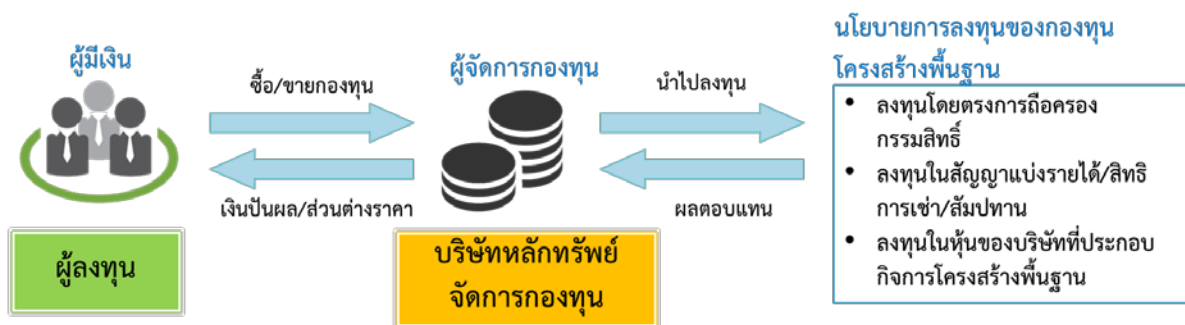 ผู้มีเงิน
ซื้อ/ขายกองทุน
เงินปันผล/ส่วนต่างราคา
ผู้ลงทุน
ผู้จัดการกองทุน
บริษัทหลักทรัพย์
จัดการกองทุน
นำไปลงทุน
ผลตอบแทน
นโยบายการลงทุนของกองทุน
โครงสร้างพื้นฐาน
• ลงทุนโดยตรงการถือครอง
กรรมสิทธิ์
• ลงทุนในสัญญาแบ่งรายได้/สิทธิ
การเช่า/สัมปทาน
• ลงทุนในหุ้นของบริษัทที่ประกอบ
กิจการโครงสร้างพื้นฐาน